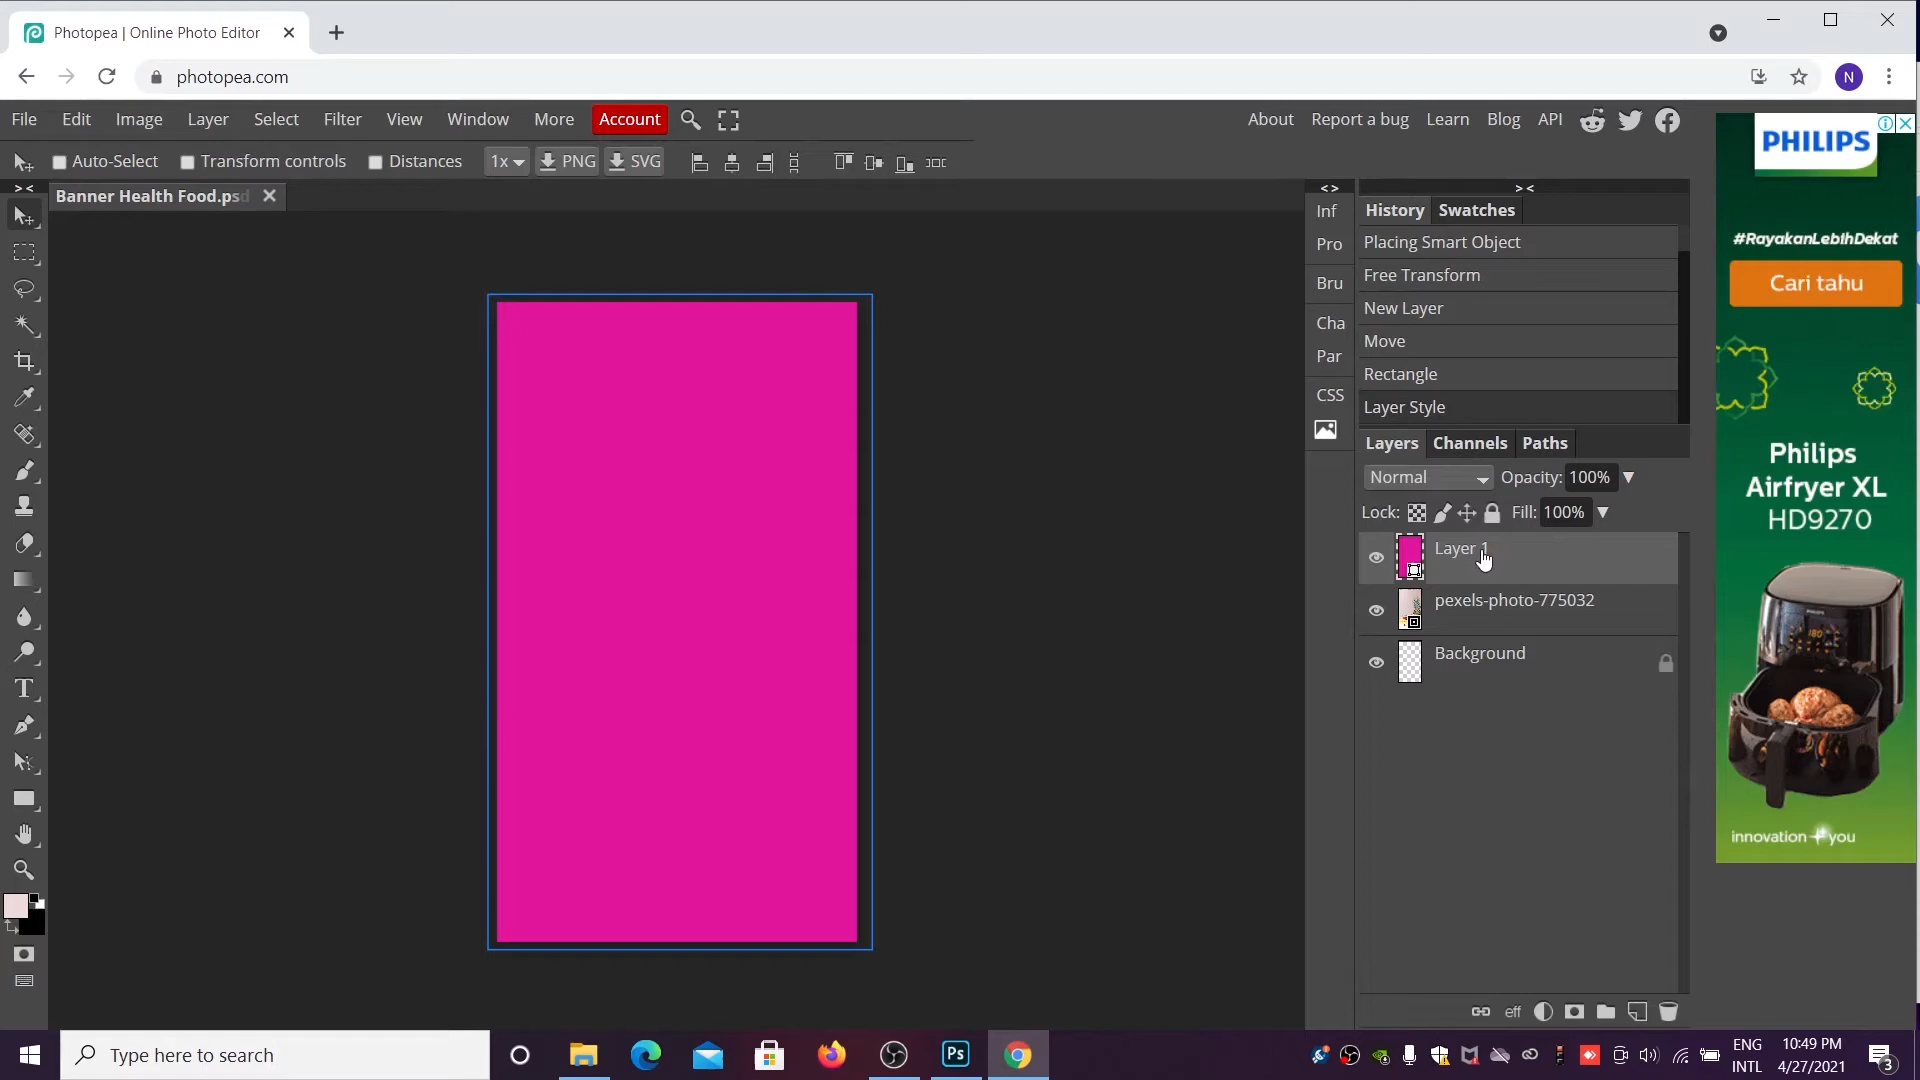 Photopea | Online Photo Editor
photopea.com
N
File Edit Image Layer Select Filter View Window More Account
About Report a bug Learn Blog API
Auto-Select Transform controls Distances 1x PNG SVG
Banner Health Food.psd
Inf
Pro
Bru
Cha
Par
CSS
History Swatches
Placing Smart Object
Free Transform
New Layer
Move
Rectangle
Layer Style
Layers Channels Paths
Normal Opacity: 100%
Lock: Fill: 100%
Layer 1
pexels-photo-775032
Background
eff
PHILIPS
#RayakanLebihDekat
Cari tahu
Philips
Airfryer XL
HD9270
180
innovation you
Type here to search
Ps
ENG
INTL
10:49 PM
4/27/2021
3